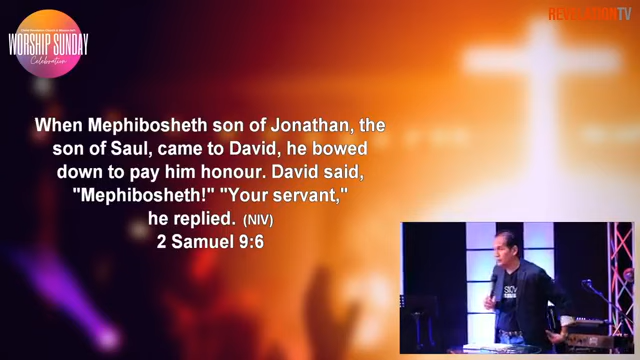 WORSHIP SUNDAY
Celebration
REVELATIONTV
When Mephibosheth son of Jonathan, the
son of Saul, came to David, he bowed
down to pay him honour. David said,
"Mephibosheth!" "Your servant,"
he replied. (NIV)
2 Samuel 9:6